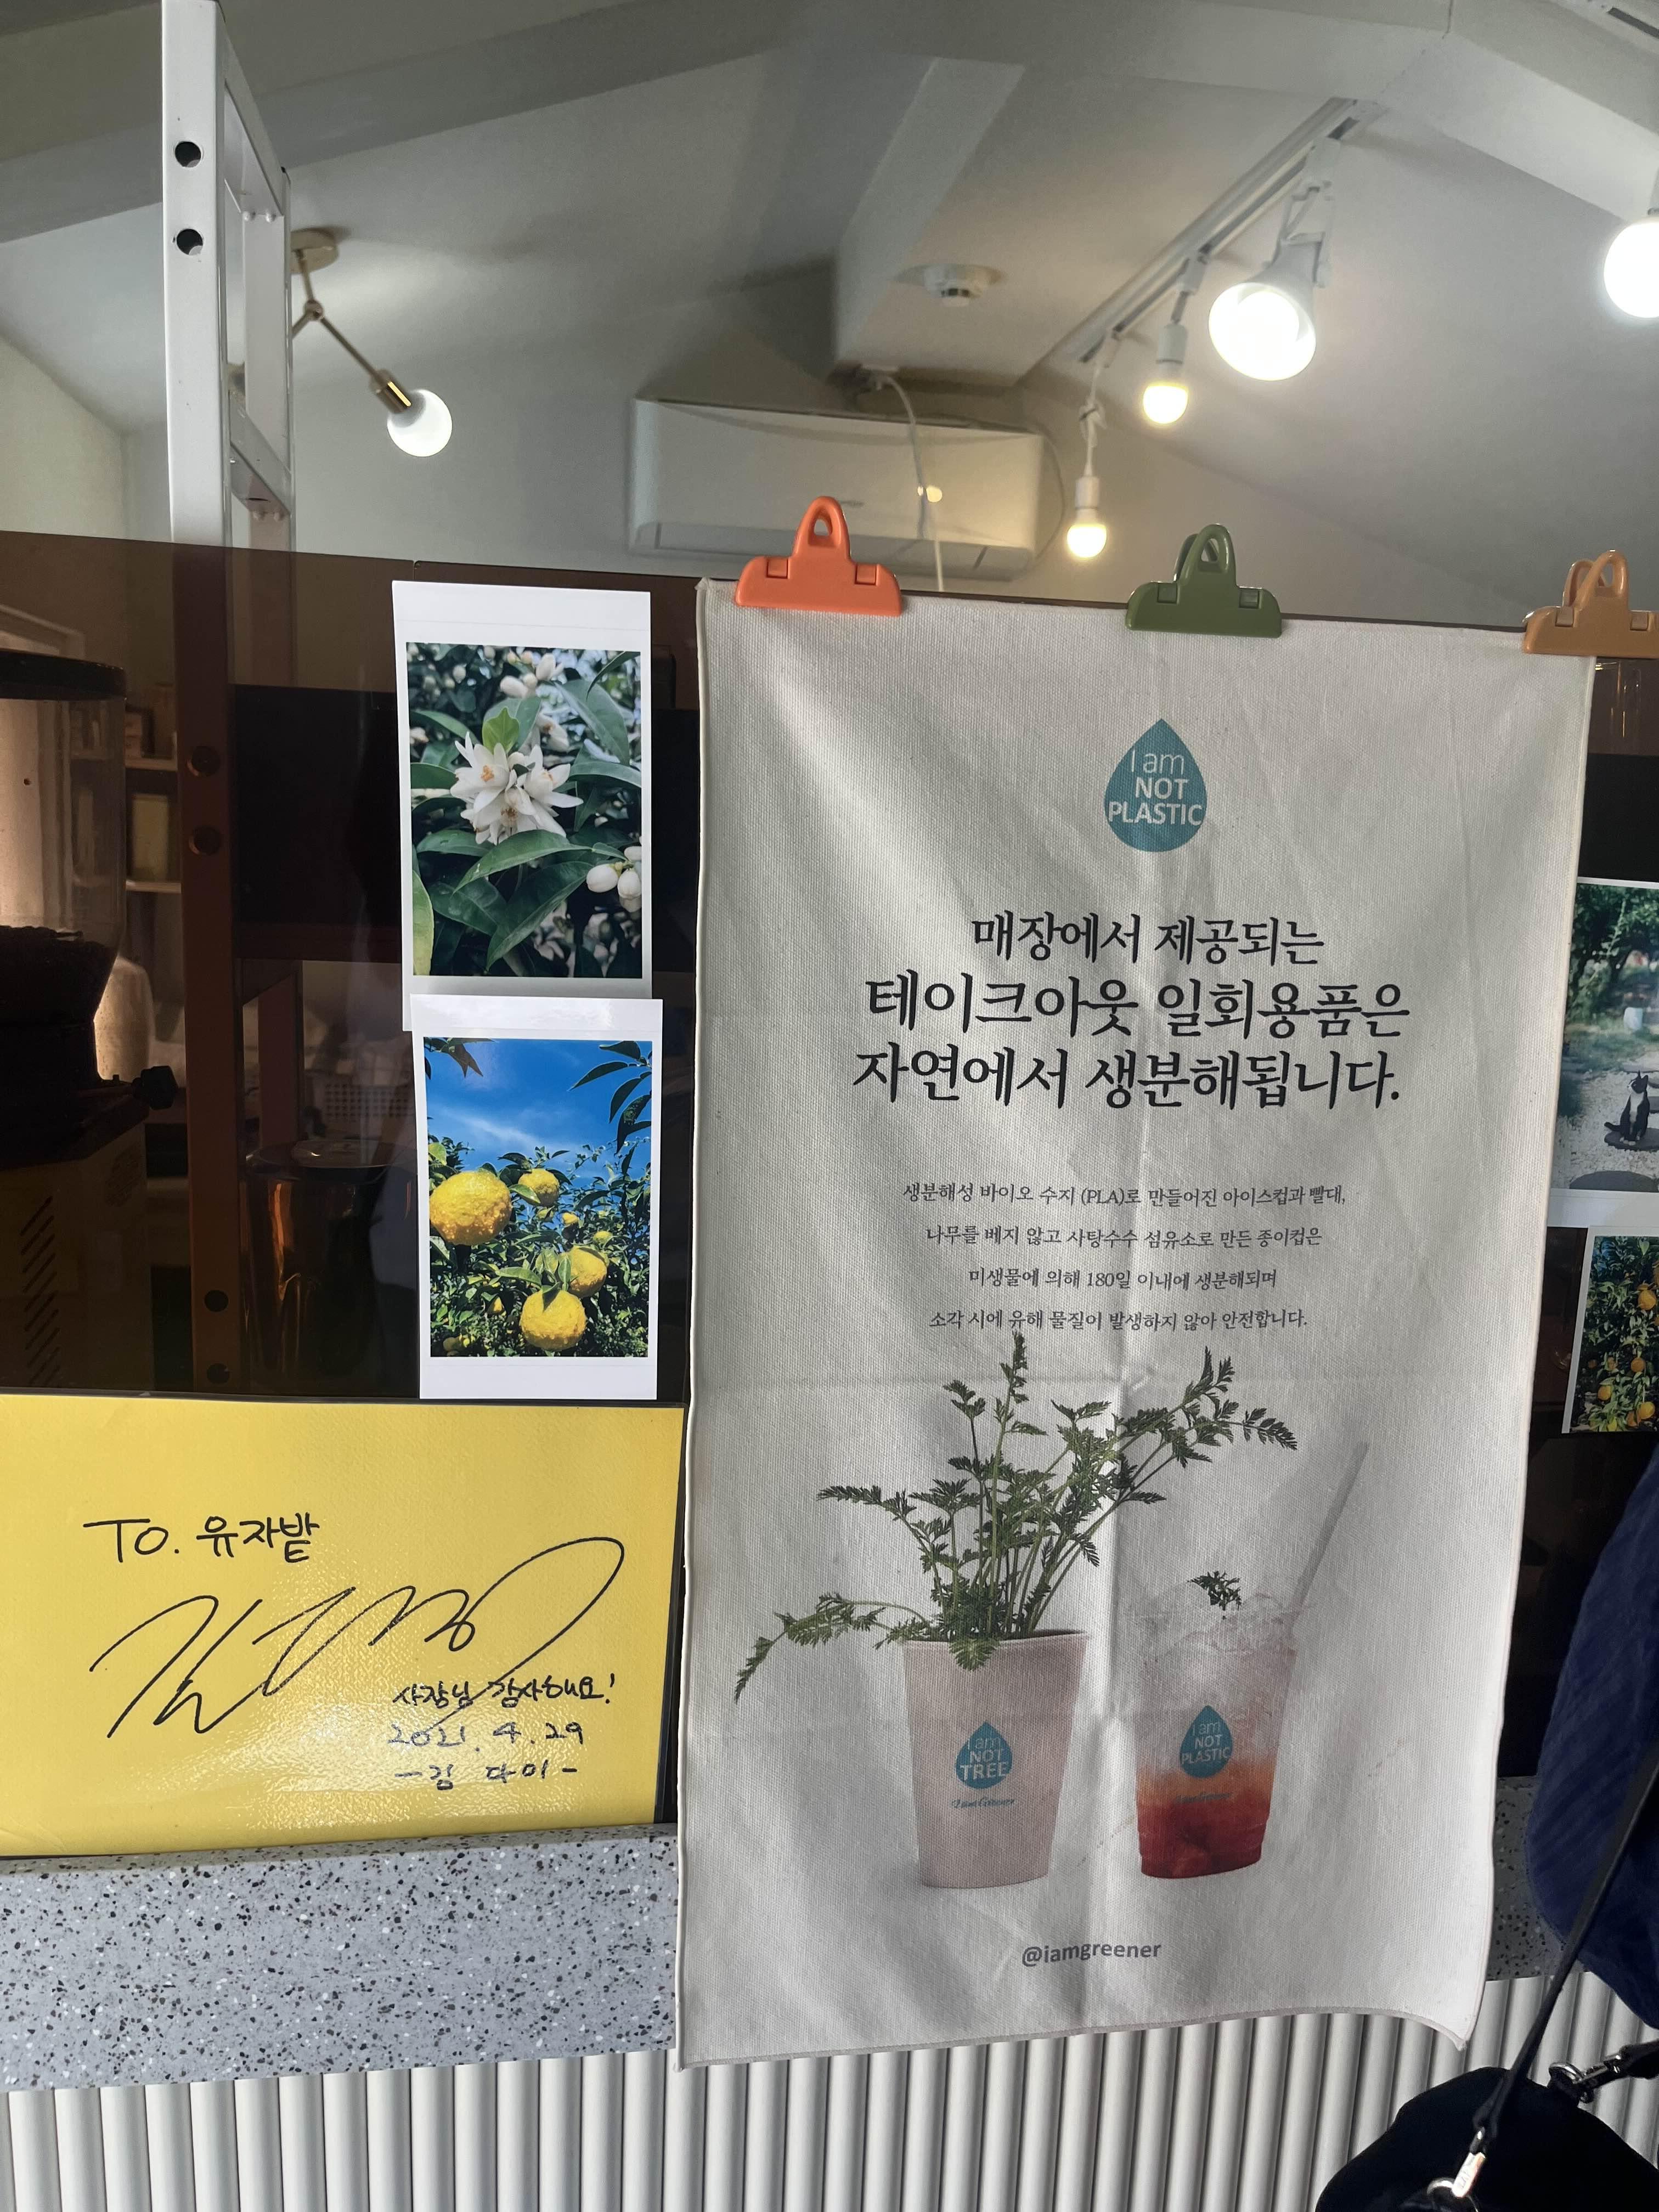 I am
NOT
PLASTIC
매장에서 제공되는
테이크아웃 일회용품은
자연에서 생분해됩니다.
생분해성 바이오 수지 (PLA)로 만들어진 아이스컵과 빨대,
나무를 베지 않고 사탕수수 섬유소로 만든 종이컵은
미생물에 의해 180일 이내에 생분해되며
소각 시에 유해 물질이 발생하지 않아 안전합니다.
I am
NOT
TREE
I am Greener
I am
NOT
PLASTIC
@iamgreener
TO. 유자밭
사장님 감사해요!
2021. 4. 29
-김 다이-